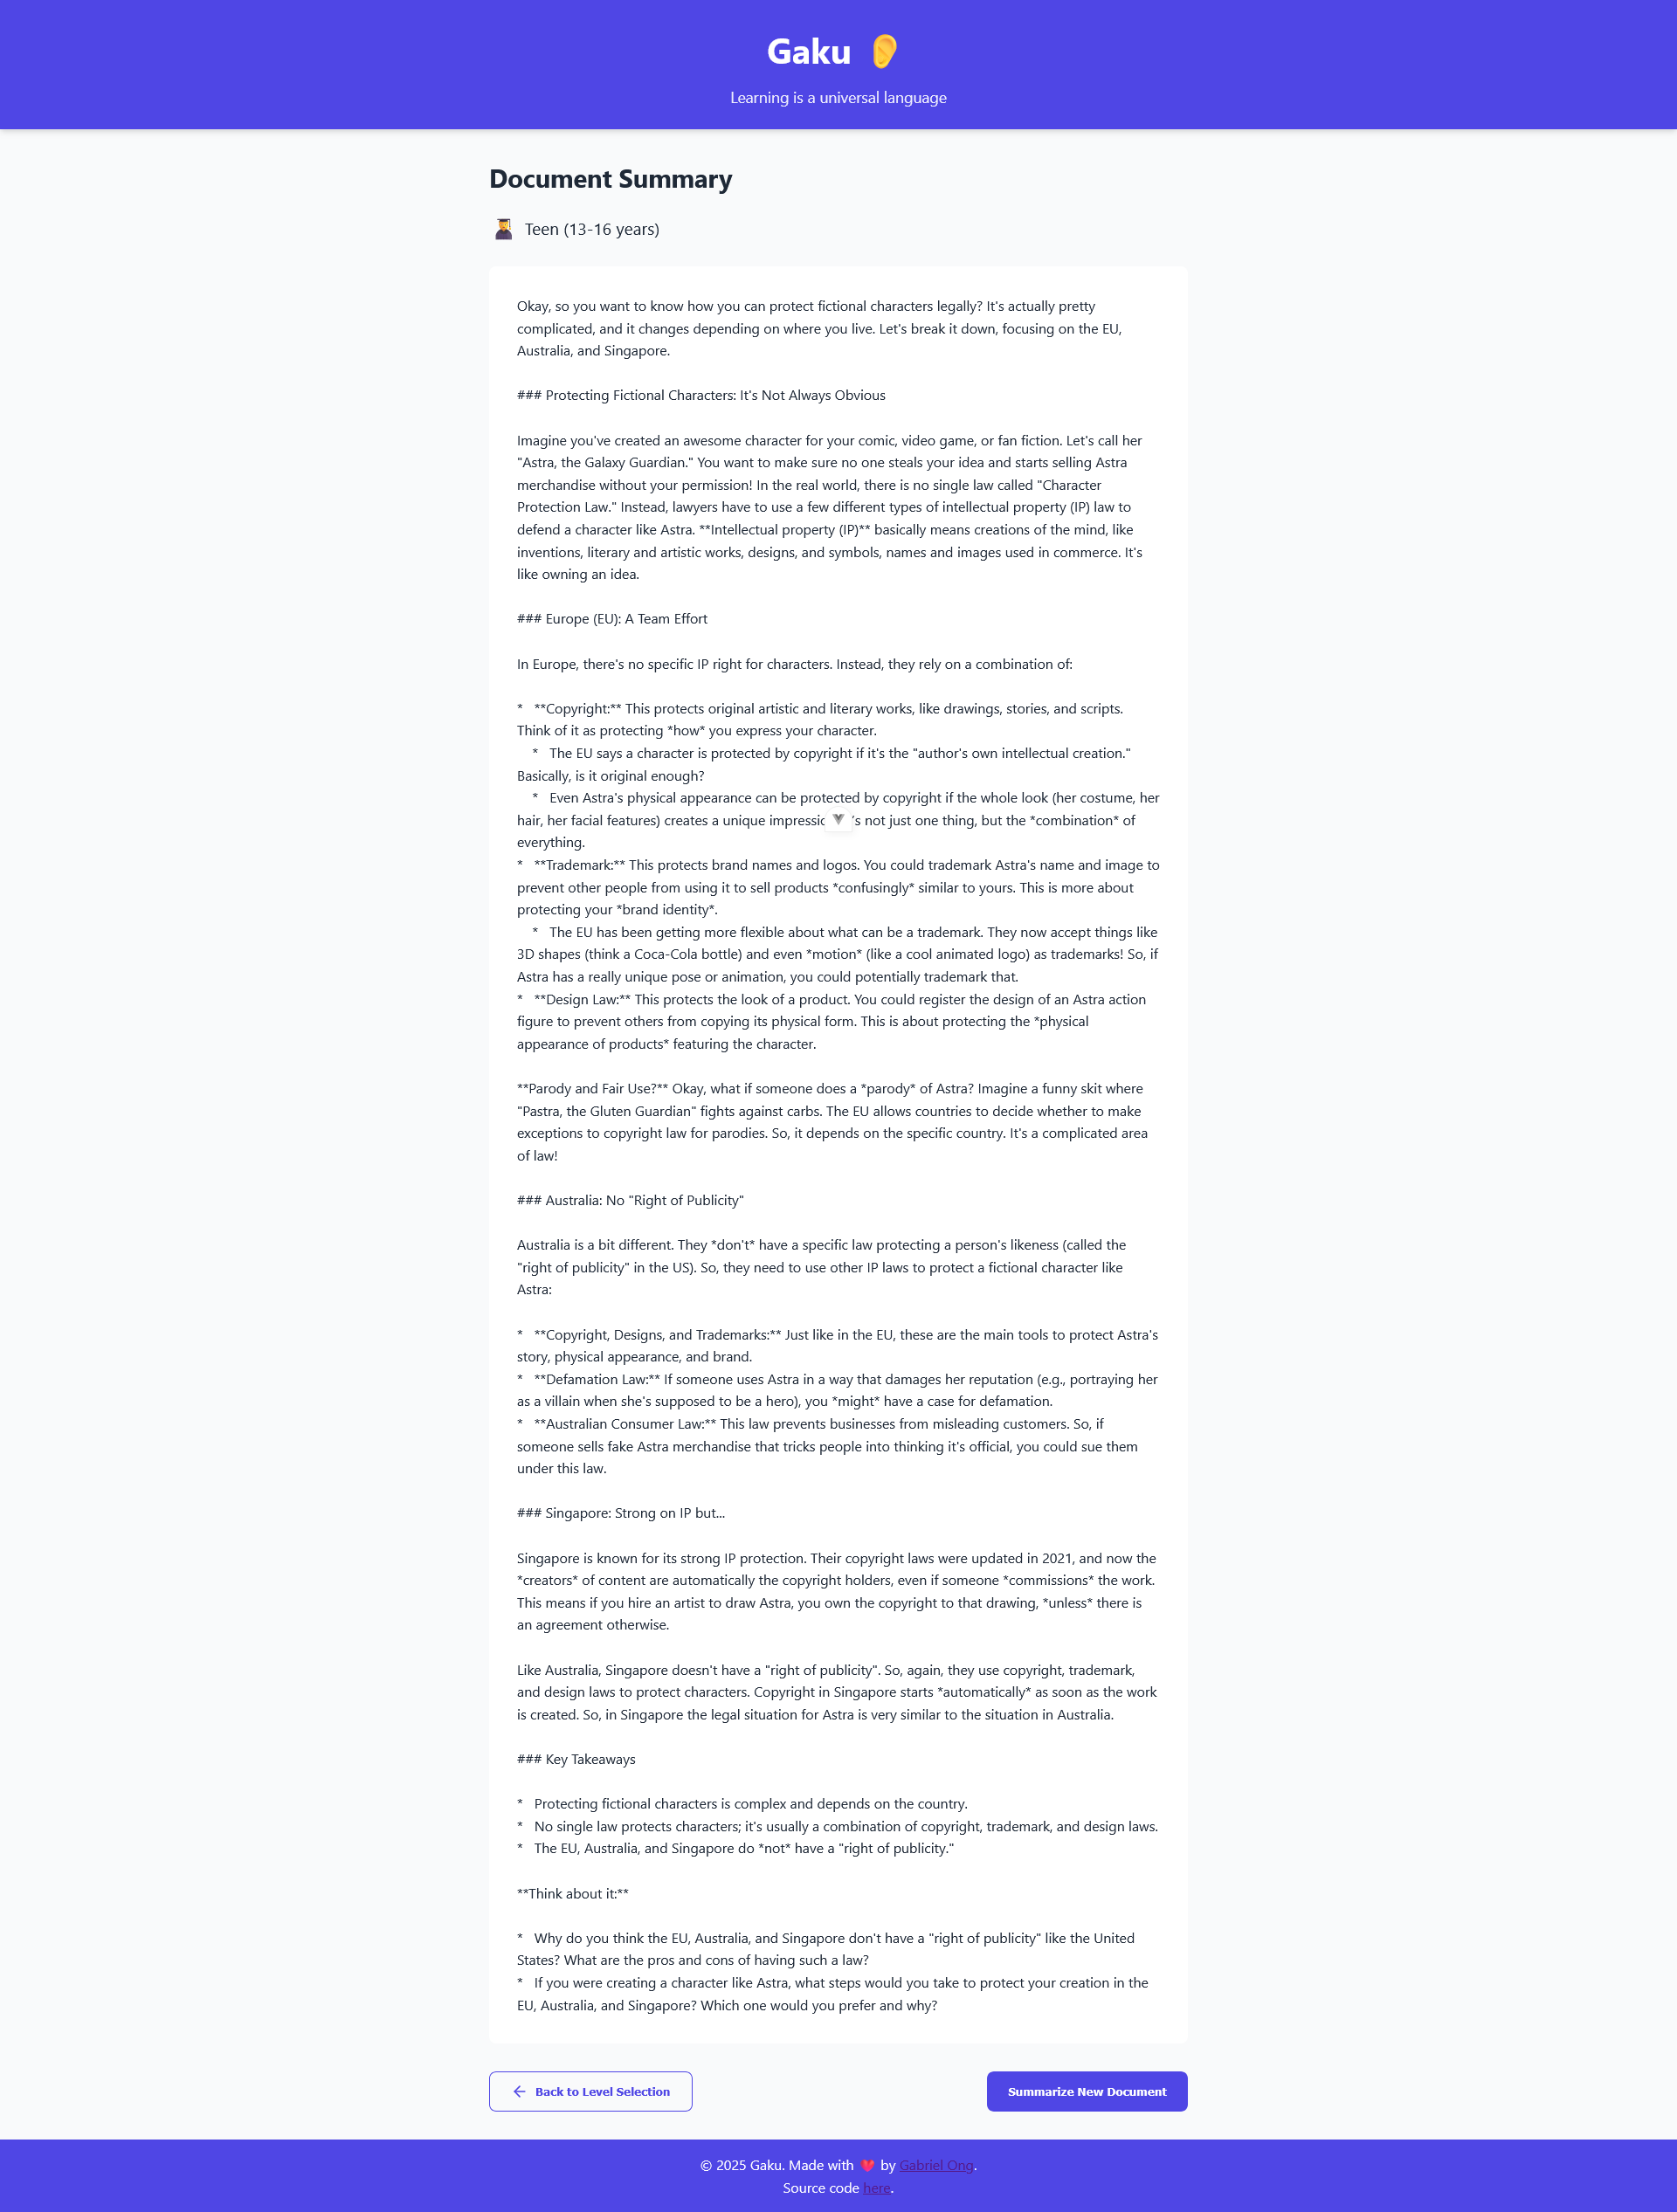 Gaku 👂
Learning is a universal language
Document Summary
Teen (13-16 years)
Okay, so you want to know how you can protect fictional characters legally? It's actually pretty
complicated, and it changes depending on where you live. Let's break it down, focusing on the EU,
Australia, and Singapore.
### Protecting Fictional Characters: It's Not Always Obvious
Imagine you've created an awesome character for your comic, video game, or fan fiction. Let's call her
"Astra, the Galaxy Guardian." You want to make sure no one steals your idea and starts selling Astra
merchandise without your permission! In the real world, there is no single law called "Character
Protection Law." Instead, lawyers have to use a few different types of intellectual property (IP) law to
defend a character like Astra. **Intellectual property (IP)** basically means creations of the mind, like
inventions, literary and artistic works, designs, and symbols, names and images used in commerce. It's
like owning an idea.
### Europe (EU): A Team Effort
In Europe, there's no specific IP right for characters. Instead, they rely on a combination of:
*   **Copyright:** This protects original artistic and literary works, like drawings, stories, and scripts.
Think of it as protecting *how* you express your character.
    *   The EU says a character is protected by copyright if it's the "author's own intellectual creation."
Basically, is it original enough?
    *   Even Astra's physical appearance can be protected by copyright if the whole look (her costume, her
hair, her facial features) creates a unique not just one thing, but the *combination* of
everything.
*   **Trademark:** This protects brand names and logos. You could trademark Astra's name and image to
prevent other people from using it to sell products *confusingly* similar to yours. This is more about
protecting your *brand identity*.
    *   The EU has been getting more flexible about what can be a trademark. They now accept things like
3D shapes (think a Coca-Cola bottle) and even *motion* (like a cool animated logo) as trademarks! So, if
Astra has a really unique pose or animation, you could potentially trademark that.
*   **Design Law:** This protects the look of a product. You could register the design of an Astra action
figure to prevent others from copying its physical form. This is about protecting the *physical
appearance of products* featuring the character.
**Parody and Fair Use?** Okay, what if someone does a *parody* of Astra? Imagine a funny skit where
"Pastra, the Gluten Guardian" fights against carbs. The EU allows countries to decide whether to make
exceptions to copyright law for parodies. So, it depends on the specific country. It's a complicated area
of law!
### Australia: No "Right of Publicity"
Australia is a bit different. They *don't* have a specific law protecting a person's likeness (called the
"right of publicity" in the US). So, they need to use other IP laws to protect a fictional character like
Astra:
*   **Copyright, Designs, and Trademarks:** Just like in the EU, these are the main tools to protect Astra's
story, physical appearance, and brand.
*   **Defamation Law:** If someone uses Astra in a way that damages her reputation (e.g., portraying her
as a villain when she's supposed to be a hero), you *might* have a case for defamation.
*   **Australian Consumer Law:** This law prevents businesses from misleading customers. So, if
someone sells fake Astra merchandise that tricks people into thinking it's official, you could sue them
under this law.
### Singapore: Strong on IP but...
Singapore is known for its strong IP protection. Their copyright laws were updated in 2021, and now the
*creators* of content are automatically the copyright holders, even if someone *commissions* the work.
This means if you hire an artist to draw Astra, you own the copyright to that drawing, *unless* there is
an agreement otherwise.
Like Australia, Singapore doesn't have a "right of publicity". So, again, they use copyright, trademark,
and design laws to protect characters. Copyright in Singapore starts *automatically* as soon as the work
is created. So, in Singapore the legal situation for Astra is very similar to the situation in Australia.
### Key Takeaways
*   Protecting fictional characters is complex and depends on the country.
*   No single law protects characters; it's usually a combination of copyright, trademark, and design laws.
*   The EU, Australia, and Singapore do *not* have a "right of publicity."
**Think about it:**
*   Why do you think the EU, Australia, and Singapore don't have a "right of publicity" like the United
States? What are the pros and cons of having such a law?
*   If you were creating a character like Astra, what steps would you take to protect your creation in the
EU, Australia, and Singapore? Which one would you prefer and why?
← Back to Level Selection
Summarize New Document
© 2025 Gaku. Made with ❤️ by Gabriel Ong.
Source code here.